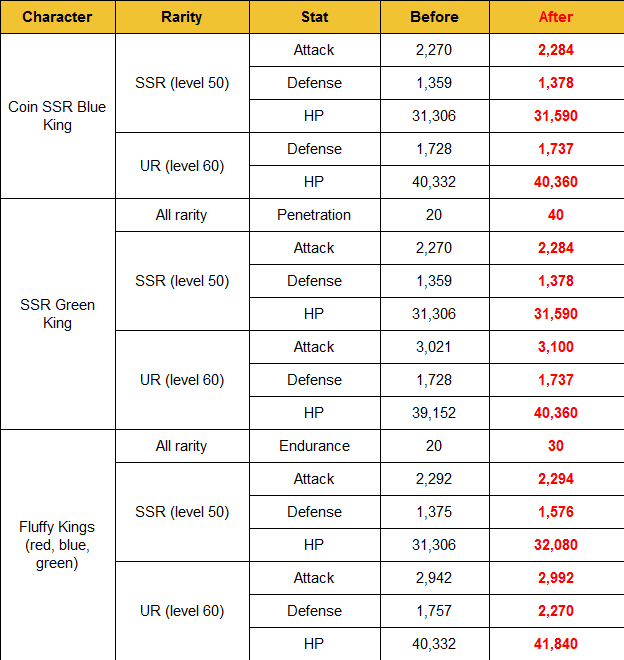 Character Rarity Stat Before After
Coin SSR Blue
King
SSR (level 50)
Attack 2,270 2,284
Defense 1,359 1,378
HP 31,306 31,590
UR (level 60)
Defense 1,728 1,737
HP 40,332 40,360
SSR Green
King
All rarity Penetration 20 40
SSR (level 50)
Attack 2,270 2,284
Defense 1,359 1,378
HP 31,306 31,590
UR (level 60)
Attack 3,021 3,100
Defense 1,728 1,737
HP 39,152 40,360
Fluffy Kings
(red, blue,
green)
All rarity Endurance 20 30
SSR (level 50)
Attack 2,292 2,294
Defense 1,375 1,576
HP 31,306 32,080
UR (level 60)
Attack 2,942 2,992
Defense 1,757 2,270
HP 40,332 41,840